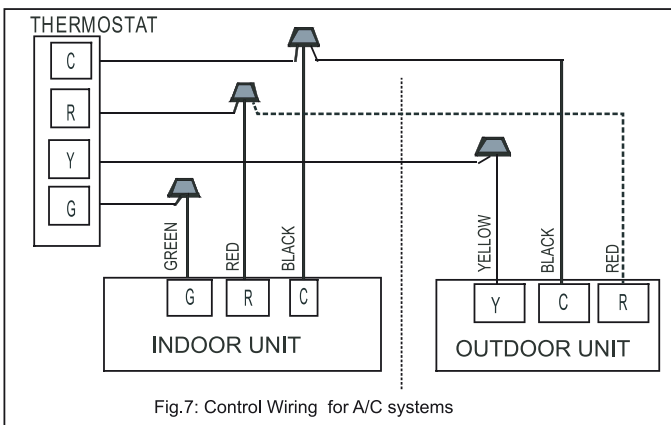 THERMOSTAT
C
R
Y
G
GREEN
RED
BLACK
YELLOW
BLACK
RED
G R C
Y C R
INDOOR UNIT
OUTDOOR UNIT
Fig.7: Control Wiring for A/C systems